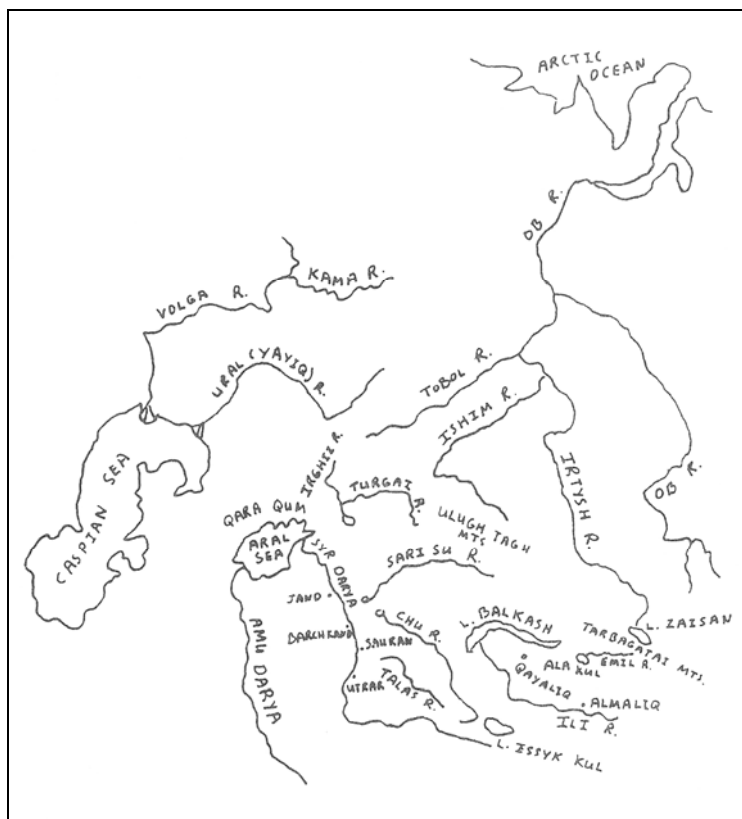 ARCTIC
OCEAN
OB R.
KAMA R.
VOLGA R.
URAL (YAYIQ) R.
TOBOL R.
ISHIM R.
IRTYSH R.
OB R.
CASPIAN SEA
IRGHIZ R.
TURGAI R.
ULUGH TAGH
MTS
QARA QUM
ARAL
SEA
SYR DARYA
SARI SU R.
JAND
CHU R.
L. BALKASH
L. ZAISAN
TARBAGATAI MTS.
BARCHKAND
SAURAN
ALA KUL
EMIL R.
QAYALIQ
AMU DARYA
UTRAR
TALAS R.
ALMALIQ
ILI R.
L. ISSYK KUL